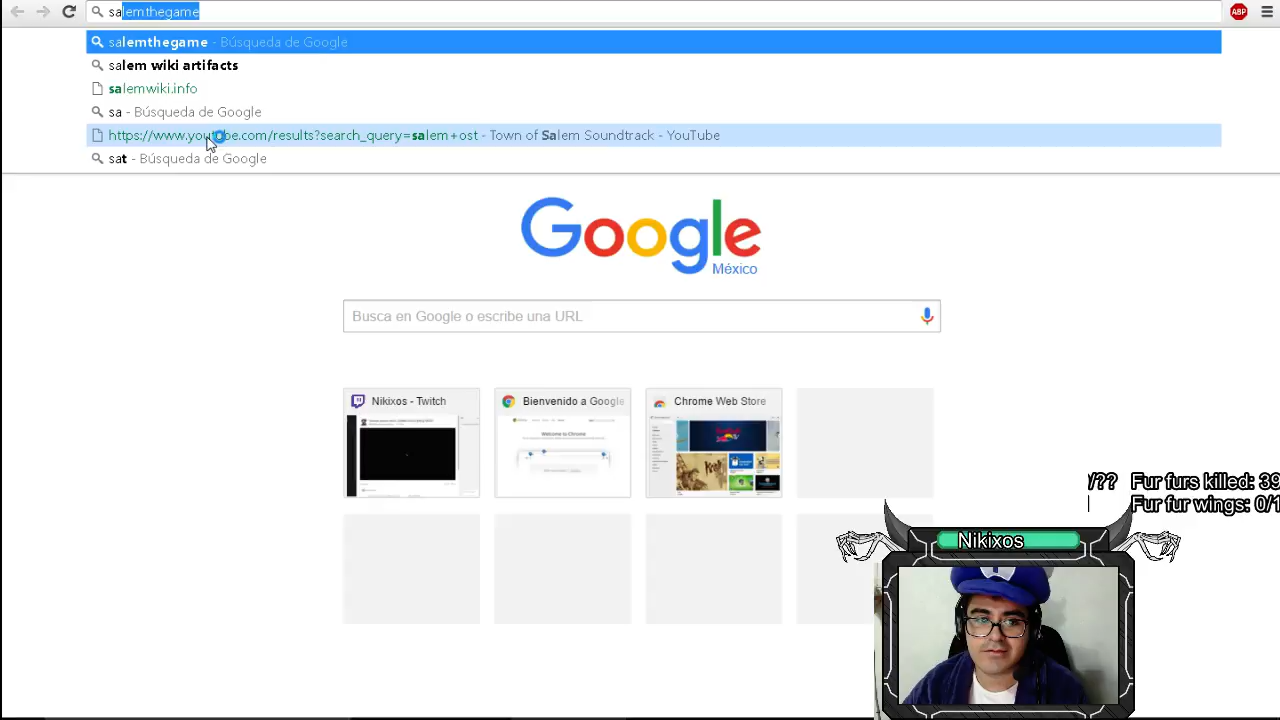 salemthegame
ABP
salemthegame - Búsqueda de Google
salem wiki artifacts
salemwiki.info
sa - Búsqueda de Google
https://www.youtube.com/results?search_query=salem+ost - Town of Salem Soundtrack - YouTube
sat - Búsqueda de Google
Google
México
Busca en Google o escribe una URL
Nikixos - Twitch
Bienvenido a Google
Chrome Web Store
/?? Fur furs killed: 39
Fur fur wings: 0/1
Nikixos